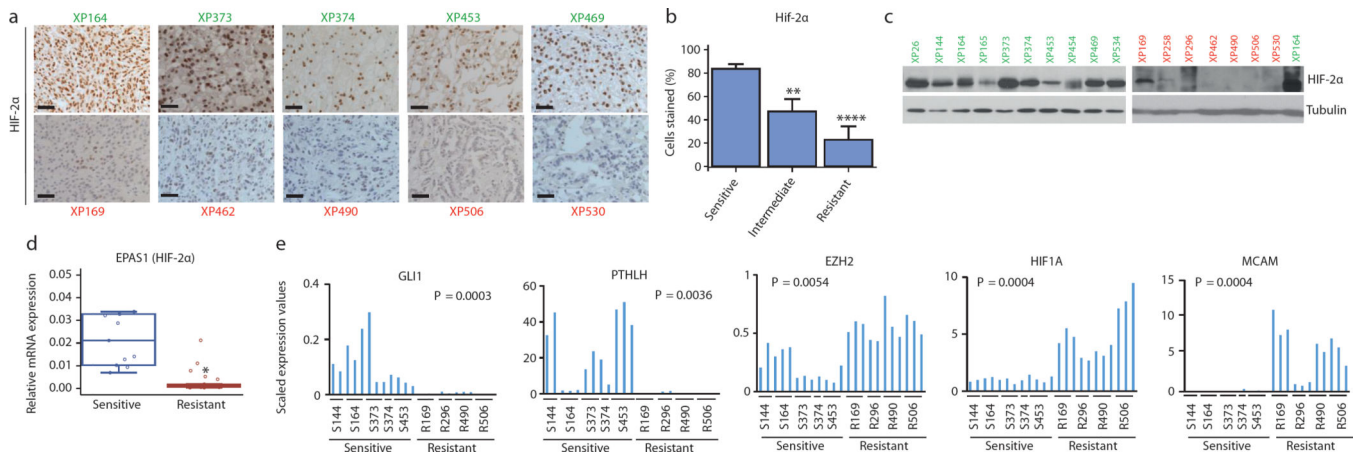 a
XP164 XP373 XP374 XP453 XP469
HIF-2α
XP169 XP462 XP490 XP506 XP530
b
Hif-2α
Cells stained (%)
100
80
60
40
20
0
**
****
Sensitive Intermediate Resistant
c
XP26 XP144 XP164 XP165 XP373 XP374 XP453 XP454 XP469 XP534 XP169 XP258 XP296 XP462 XP490 XP506 XP530 XP164
HIF-2α
Tubulin
d
EPAS1 (HIF-2α)
Relative mRNA expression
0.05
0.04
0.03
0.02
0.01
0.00
*
Sensitive Resistant
e
Scaled expression values
GLI1
P = 0.0003
0.4
0.2
0
S144 S164 S373 S374 S453 R169 R296 R490 R506
Sensitive Resistant
PTHLH
P = 0.0036
60
40
20
0
S144 S164 S373 S374 S453 R169 R296 R490 R506
Sensitive Resistant
EZH2
P = 0.0054
1
0.5
0
S144 S164 S373 S374 S453 R169 R296 R490 R506
Sensitive Resistant
HIF1A
P = 0.0004
10
5
0
S144 S164 S373 S374 S453 R169 R296 R490 R506
Sensitive Resistant
MCAM
P = 0.0004
15
10
5
0
S144 S164 S373 S374 S453 R169 R296 R490 R506
Sensitive Resistant